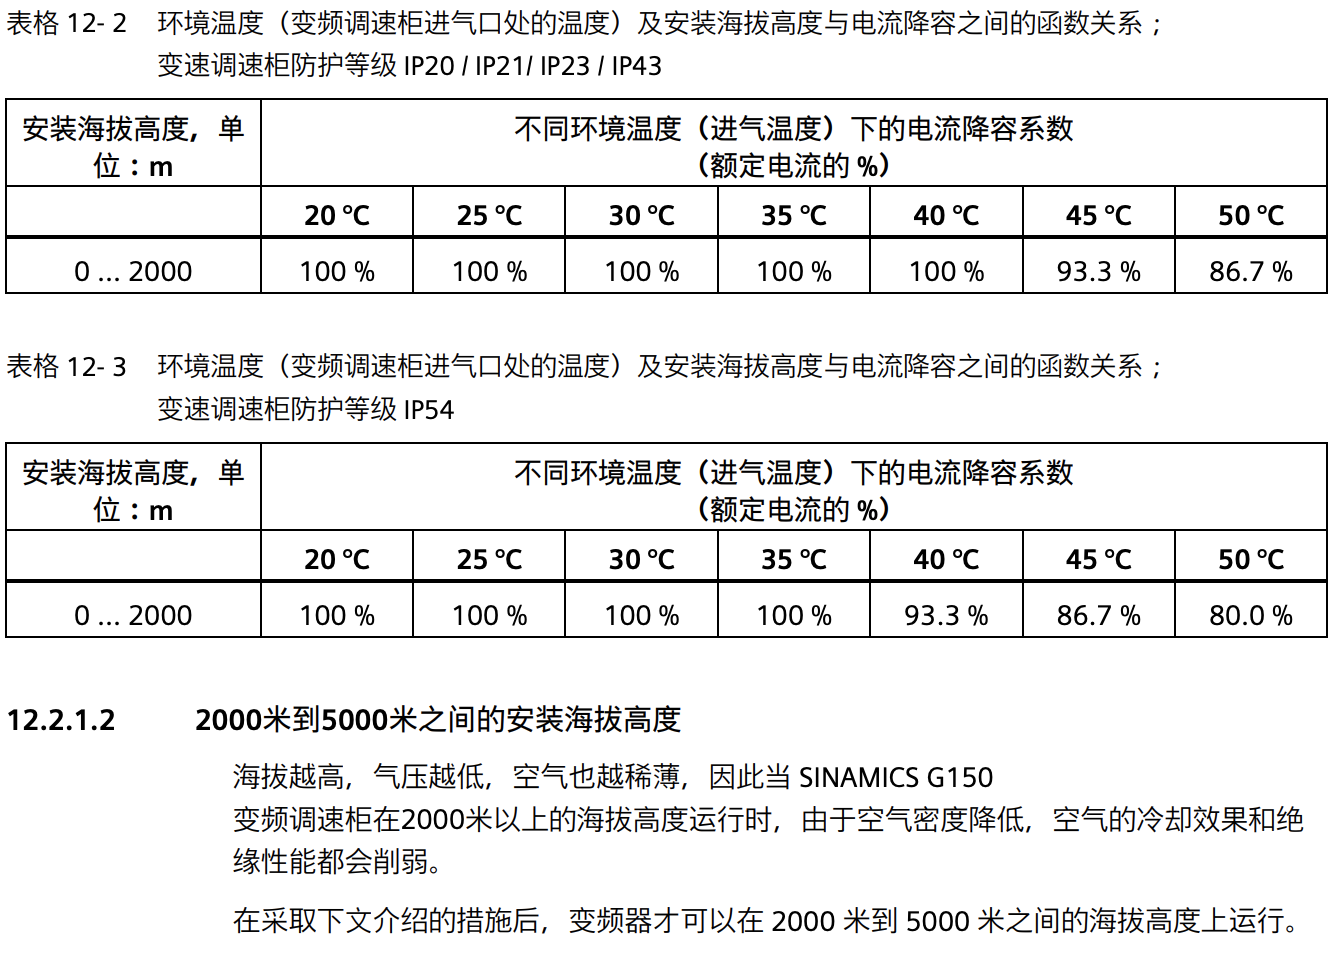 表格 12- 2 环境温度（变频调速柜进气口处的温度）及安装海拔高度与电流降容之间的函数关系；
变速调速柜防护等级 IP20 / IP21/ IP23 / IP43
安装海拔高度，单
位：m
不同环境温度（进气温度）下的电流降容系数
（额定电流的 %）
20 °C 25 °C 30 °C 35 °C 40 °C 45 °C 50 °C
0 ... 2000 100 % 100 % 100 % 100 % 100 % 93.3 % 86.7 %
表格 12- 3 环境温度（变频调速柜进气口处的温度）及安装海拔高度与电流降容之间的函数关系；
变速调速柜防护等级 IP54
安装海拔高度，单
位：m
不同环境温度（进气温度）下的电流降容系数
（额定电流的 %）
20 °C 25 °C 30 °C 35 °C 40 °C 45 °C 50 °C
0 ... 2000 100 % 100 % 100 % 100 % 93.3 % 86.7 % 80.0 %
12.2.1.2 2000米到5000米之间的安装海拔高度
海拔越高，气压越低，空气也越稀薄，因此当 SINAMICS G150
变频调速柜在2000米以上的海拔高度运行时，由于空气密度降低，空气的冷却效果和绝
缘性能都会削弱。
在采取下文介绍的措施后，变频器才可以在 2000 米到 5000 米之间的海拔高度上运行。